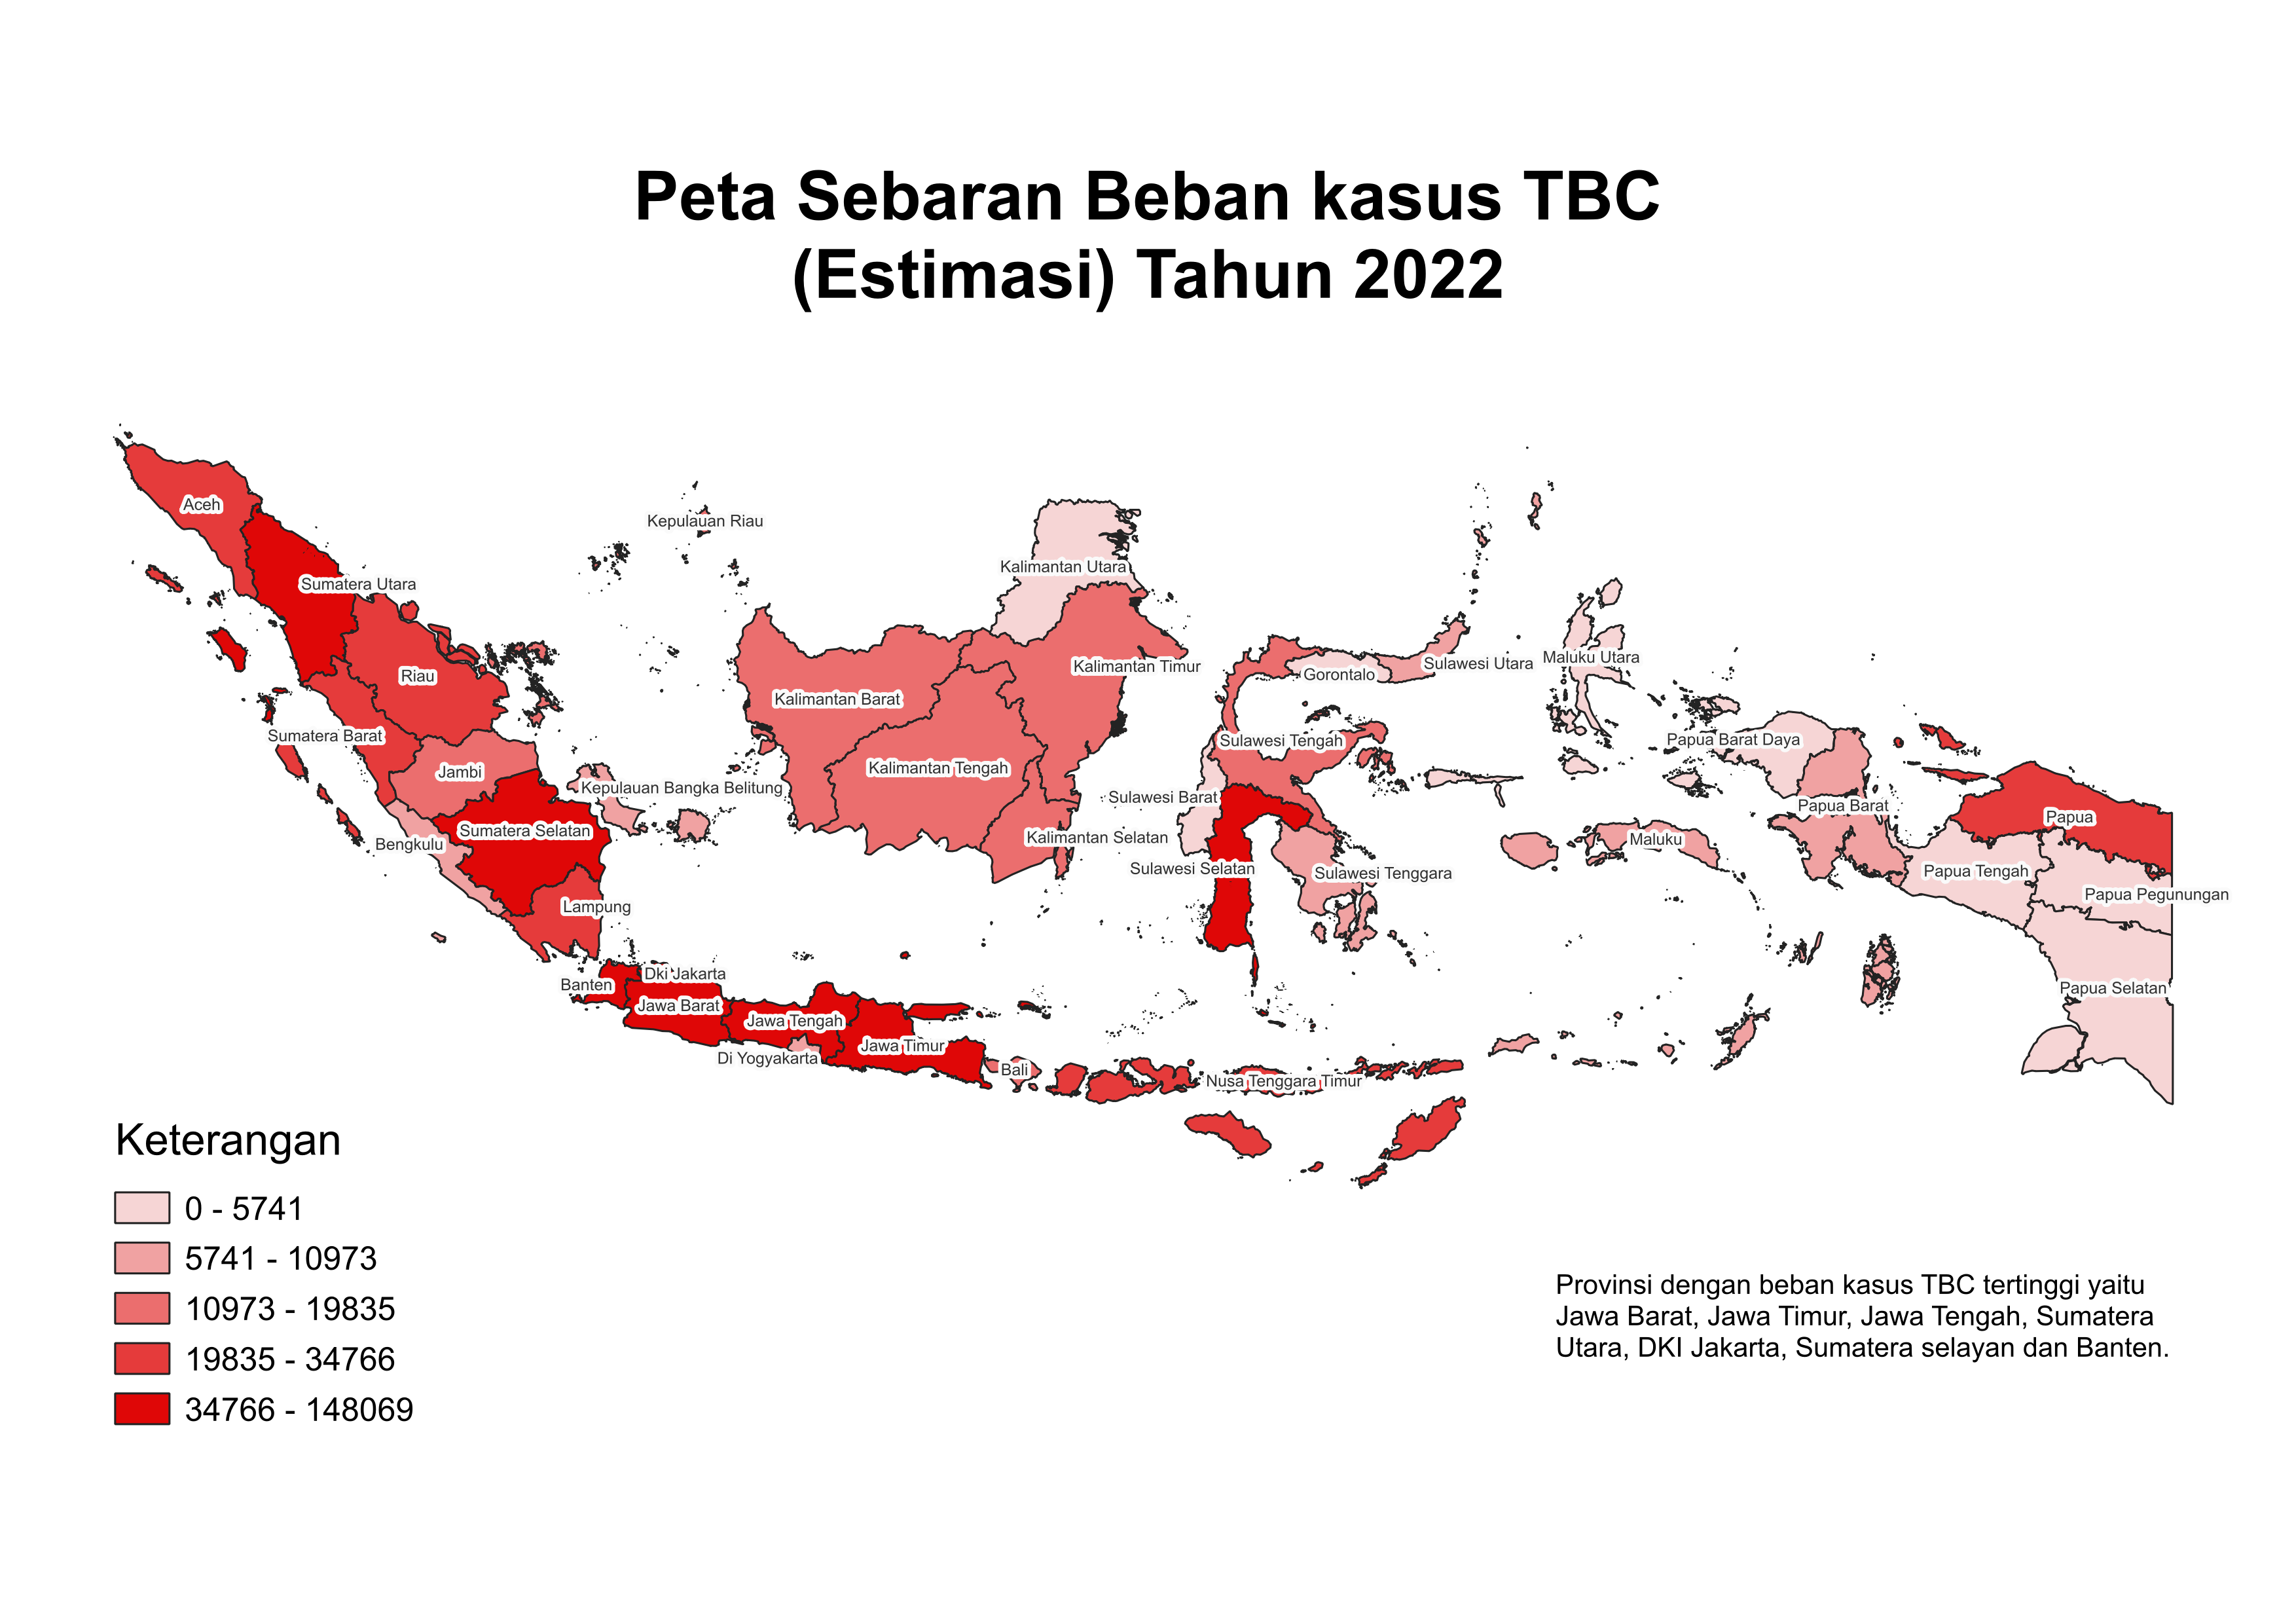 Peta Sebaran Beban kasus TBC
(Estimasi) Tahun 2022
Aceh
Kepulauan Riau
Kalimantan Utara
Sumatera Utara
Maluku Utara
Sulawesi Utara
Kalimantan Timur
Gorontalo
Riau
Kalimantan Barat
Sumatera Barat
Sulawesi Tengah
Papua Barat Daya
Kalimantan Tengah
Jambi
Kepulauan Bangka Belitung
Sulawesi Barat
Papua Barat
Papua
Sumatera Selatan
Kalimantan Selatan
Maluku
Bengkulu
Sulawesi Selatan
Sulawesi Tenggara
Papua Tengah
Papua Pegunungan
Lampung
Dki Jakarta
Banten
Papua Selatan
Jawa Barat
Jawa Tengah
Jawa Timur
Di Yogyakarta
Bali
Nusa Tenggara Timur
Keterangan
0 - 5741
5741 - 10973
10973 - 19835
19835 - 34766
34766 - 148069
Provinsi dengan beban kasus TBC tertinggi yaitu
Jawa Barat, Jawa Timur, Jawa Tengah, Sumatera
Utara, DKI Jakarta, Sumatera selayan dan Banten.